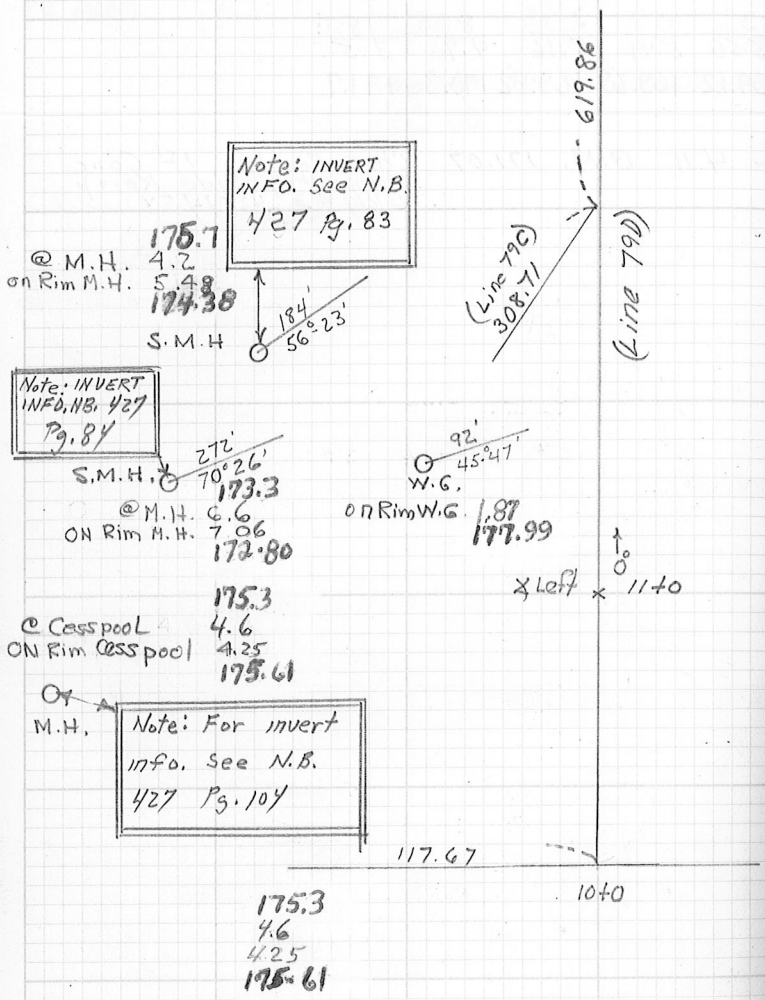 619.86
Note: INVERT
INFO. See N.B.
427 Pg. 83
175.7
@ M.H. 4.2
on Rim M.H. 5.48
174.38
S.M.H
184'
56°-23'
(Line 79C)
308.71
(Line 79D)
Note: INVERT
INFO, NB. 427
Pg. 84
S.M.H.
272'
70°26'
173.3
@ M.H. 6.6
ON Rim M.H. 7.06
172.80
92'
45°47'
W.G.
on Rim W.G. 1.87
177.99
0°
∡ Left
11+0
175.3
@ Cesspool 4.6
ON Rim Cesspool 4.25
175.61
M.H.
Note: For invert
info. See N.B.
427 Pg. 104
117.67
10+0
175.3
4.6
4.25
175.61